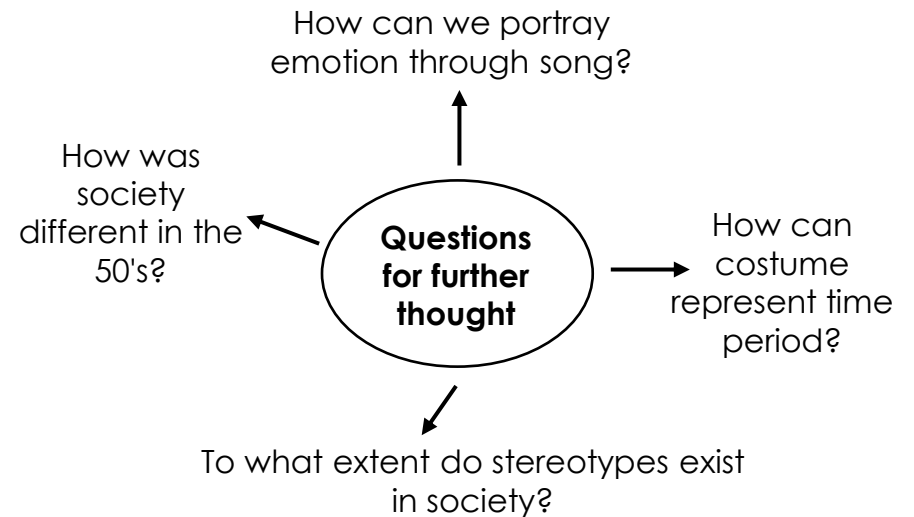 How can we portray
emotion through song?
How was
society
different in the
50's?
Questions
for further
thought
How can
costume
represent time
period?
To what extent do stereotypes exist
in society?